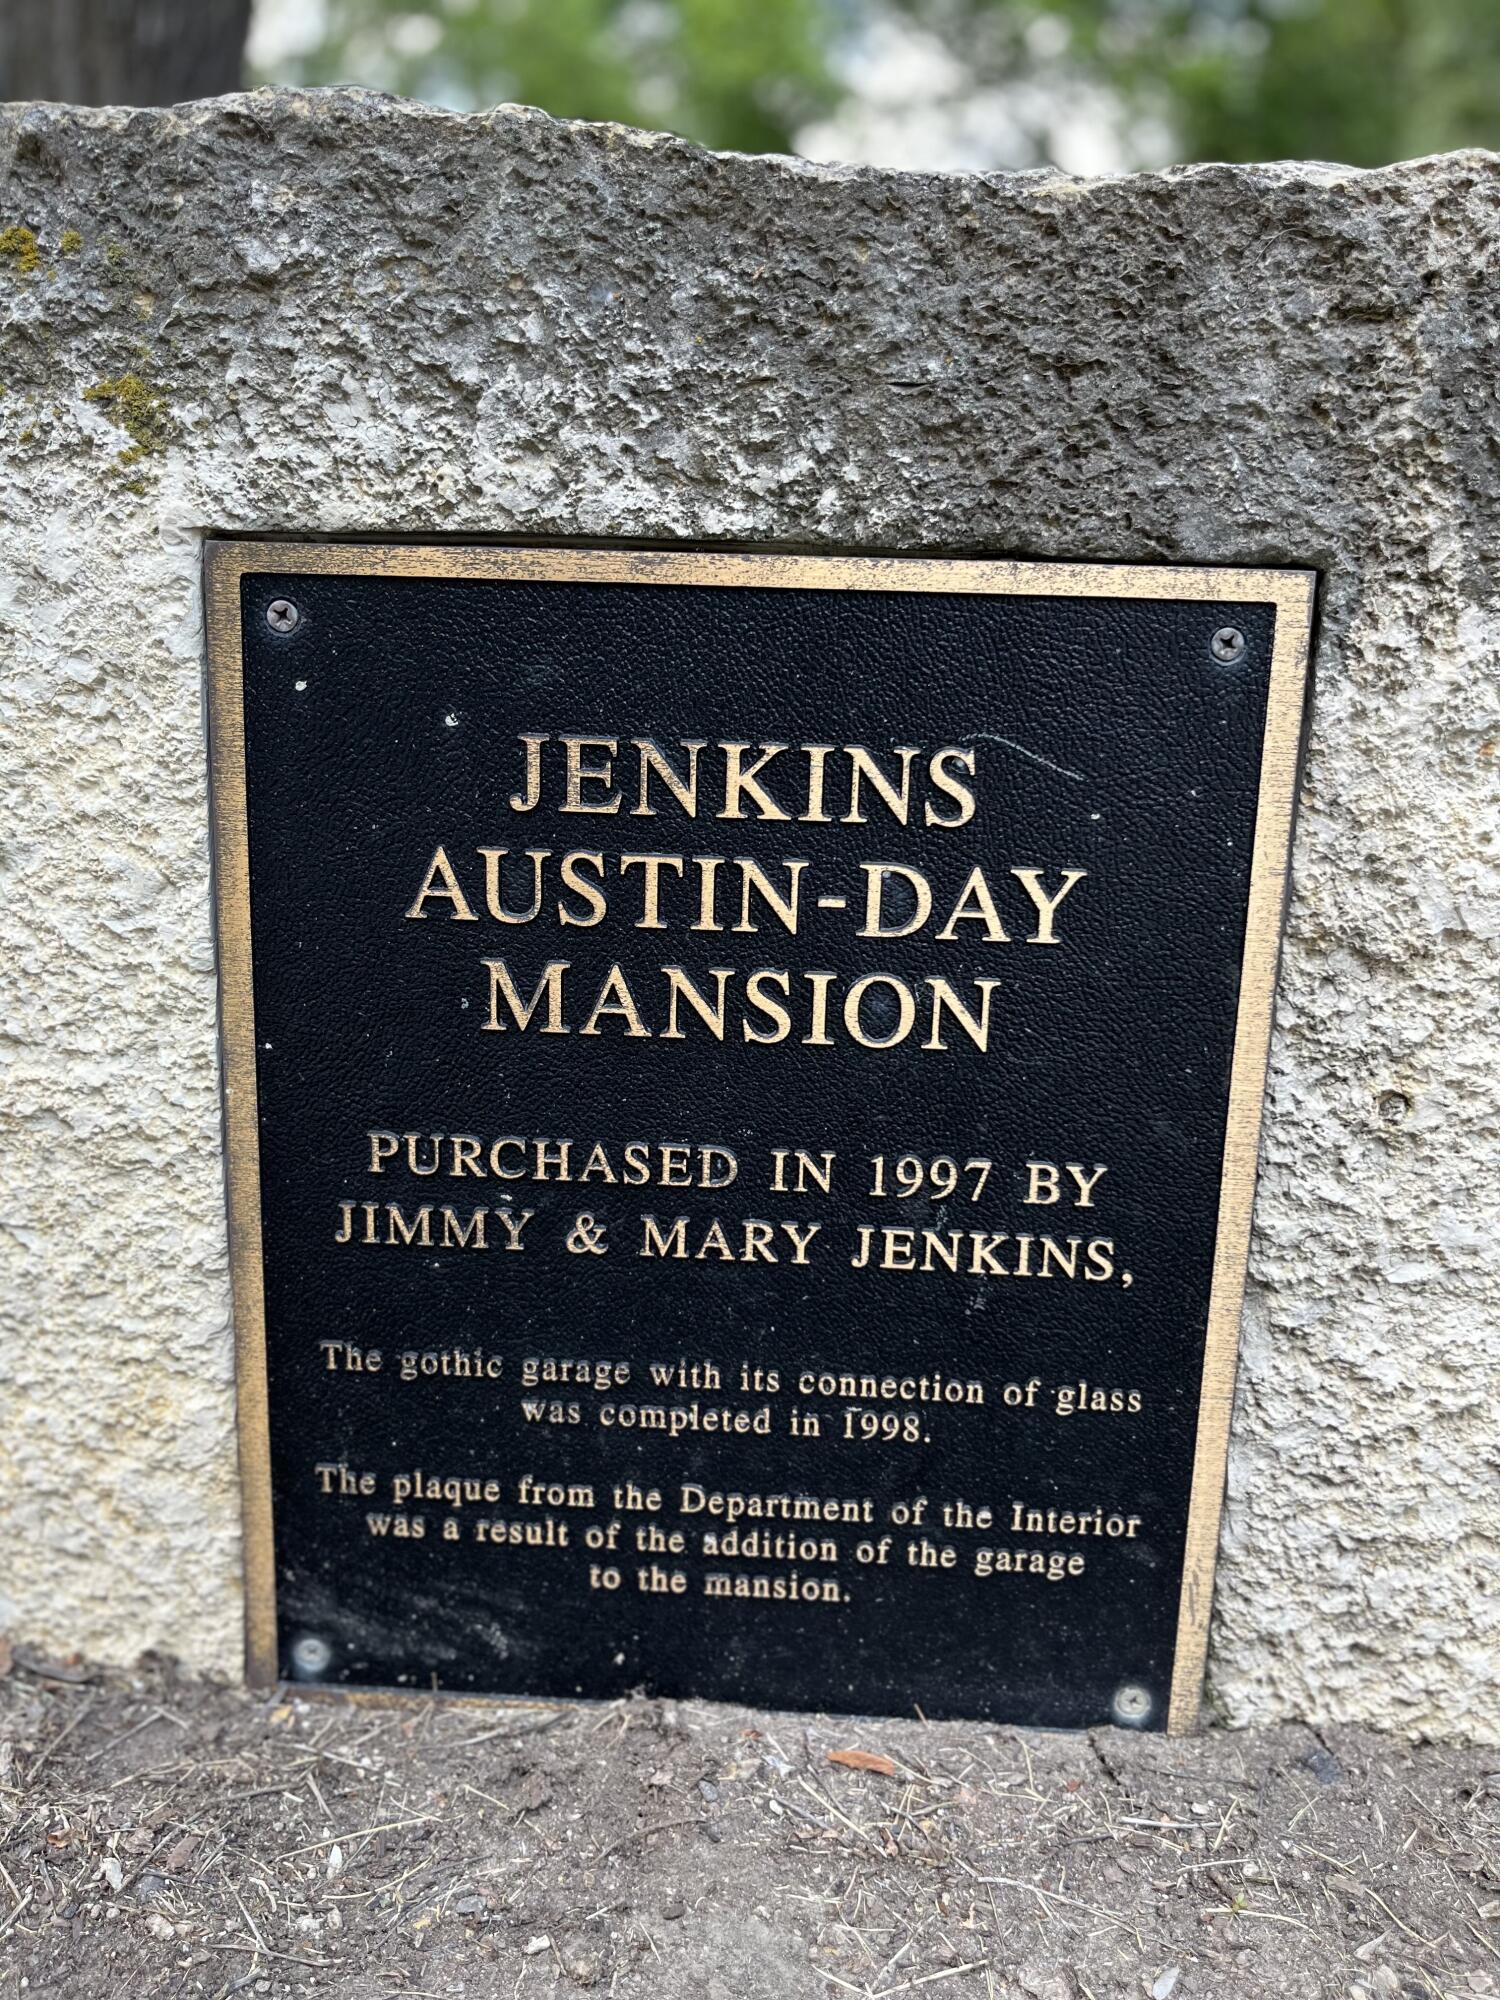 JENKINS
AUSTIN-DAY
MANSION
PURCHASED IN 1997 BY
JIMMY & MARY JENKINS,
The gothic garage with its connection of glass
was completed in 1998.
The plaque from the Department of the Interior
was a result of the addition of the garage
to the mansion.